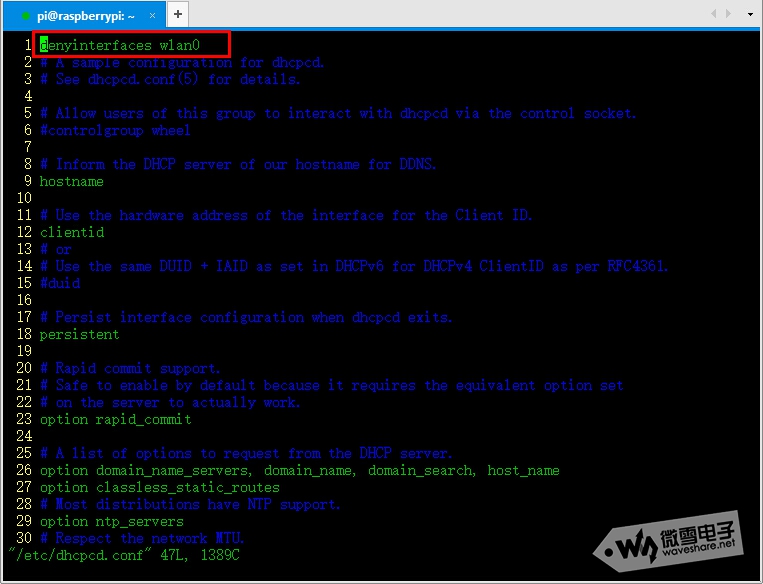 pi@raspberrypi: ~ × +
1 denyinterfaces wlan0
2 # A sample configuration for dhcpcd.
3 # See dhcpcd.conf(5) for details.
4
5 # Allow users of this group to interact with dhcpcd via the control socket.
6 #controlgroup wheel
7
8 # Inform the DHCP server of our hostname for DDNS.
9 hostname
10
11 # Use the hardware address of the interface for the Client ID.
12 clientid
13 # or
14 # Use the same DUID + IAID as set in DHCPv6 for DHCPv4 ClientID as per RFC4361.
15 #duid
16
17 # Persist interface configuration when dhcpcd exits.
18 persistent
19
20 # Rapid commit support.
21 # Safe to enable by default because it requires the equivalent option set
22 # on the server to actually work.
23 option rapid_commit
24
25 # A list of options to request from the DHCP server.
26 option domain_name_servers, domain_name, domain_search, host_name
27 option classless_static_routes
28 # Most distributions have NTP support.
29 option ntp_servers
30 # Respect the network MTU.
"/etc/dhcpcd.conf" 47L, 1389C
微雪电子
waveshare.net